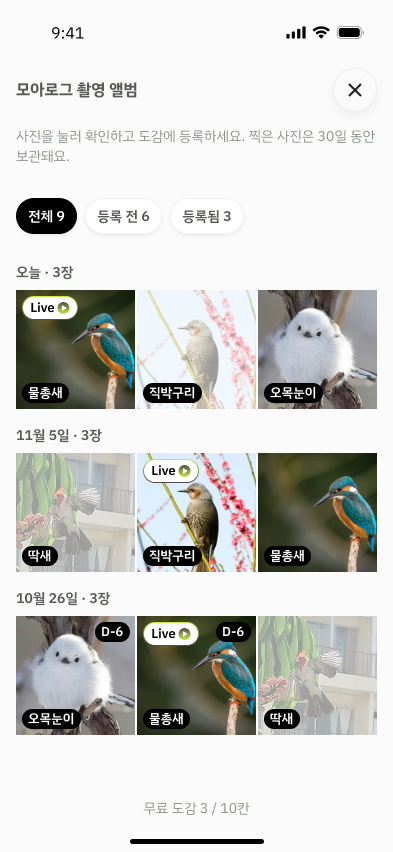 9:41
모아로그 촬영 앨범
사진을 눌러 확인하고 도감에 등록하세요. 찍은 사진은 30일 동안
보관돼요.
전체 9 등록 전 6 등록됨 3
오늘 · 3장
Live
물총새 직박구리 오목눈이
11월 5일 · 3장
Live
딱새 직박구리 물총새
10월 26일 · 3장
D-6 Live D-6
오목눈이 물총새 딱새
무료 도감 3 / 10칸